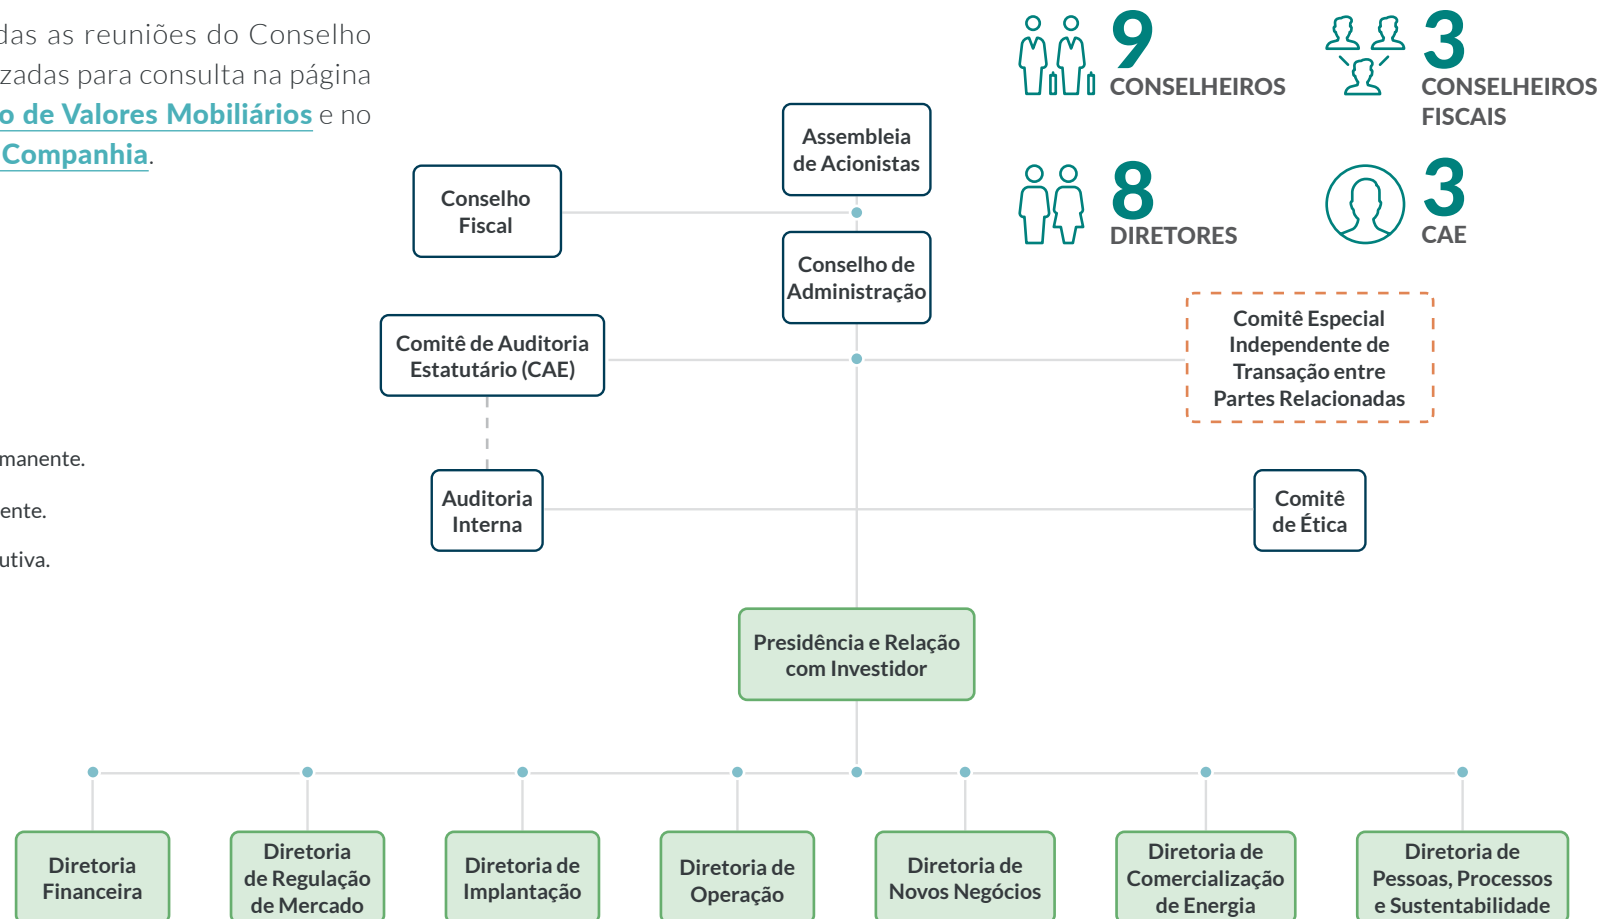 das as reuniões do Conselho
zadas para consulta na página
o de Valores Mobiliários e no
Companhia.
manente.
ente.
utiva.
9
CONSELHEIROS
3
CONSELHEIROS
FISCAIS
8
DIRETORES
3
CAE
Assembleia
de Acionistas
Conselho
Fiscal
Conselho de
Administração
Comitê de Auditoria
Estatutário (CAE)
Comitê Especial
Independente de
Transação entre
Partes Relacionadas
Auditoria
Interna
Comitê
de Ética
Presidência e Relação
com Investidor
Diretoria
Financeira
Diretoria
de Regulação
de Mercado
Diretoria de
Implantação
Diretoria de
Operação
Diretoria de
Novos Negócios
Diretoria de
Comercialização
de Energia
Diretoria de
Pessoas, Processos
e Sustentabilidade